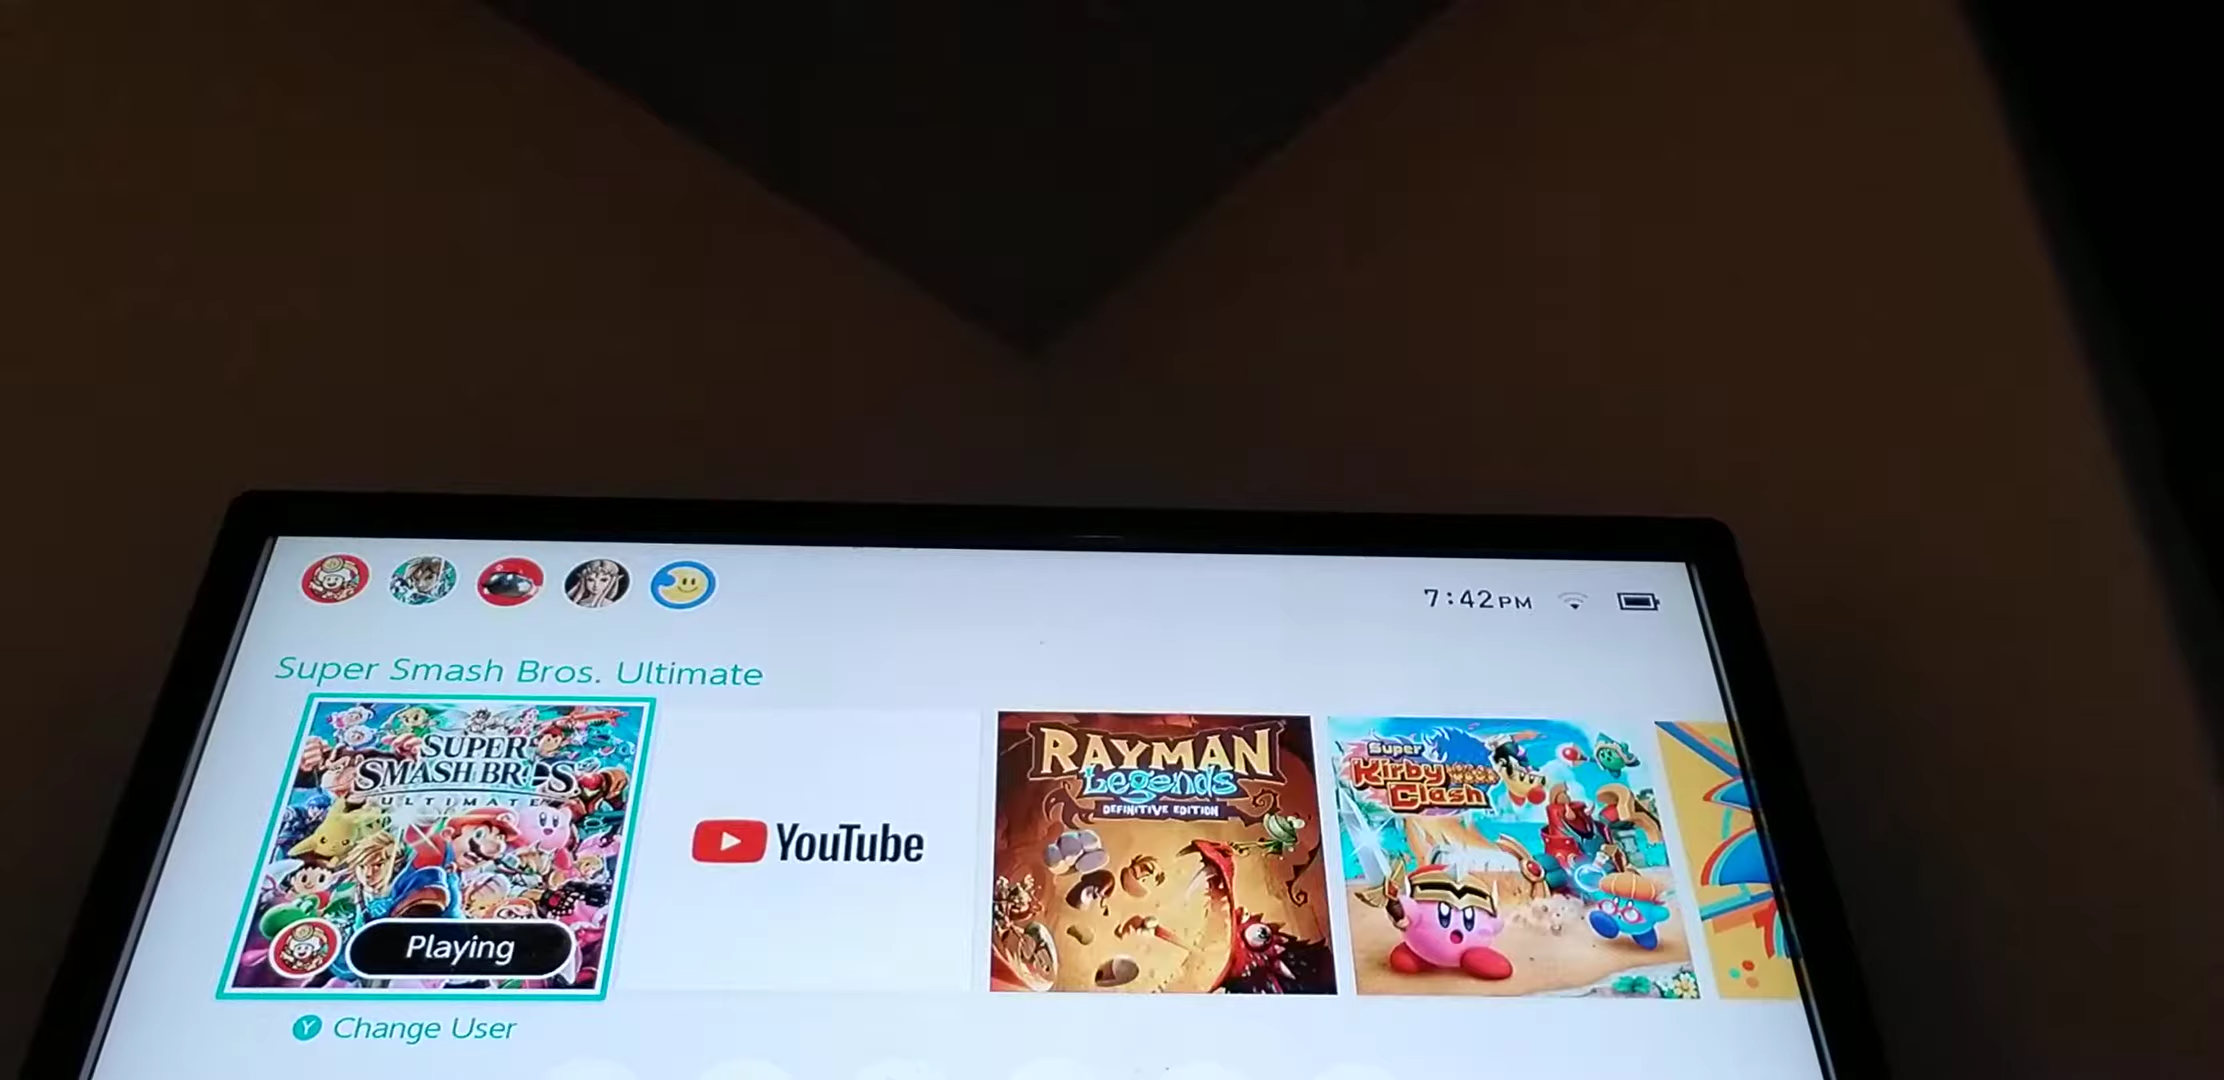 7:42PM
Super Smash Bros. Ultimate
SUPER
SMASH BROS.
ULTIMATE
Playing
YouTube
RAYMAN
Legends
DEFINITIVE EDITION
Super
Kirby
Clash
Y Change User